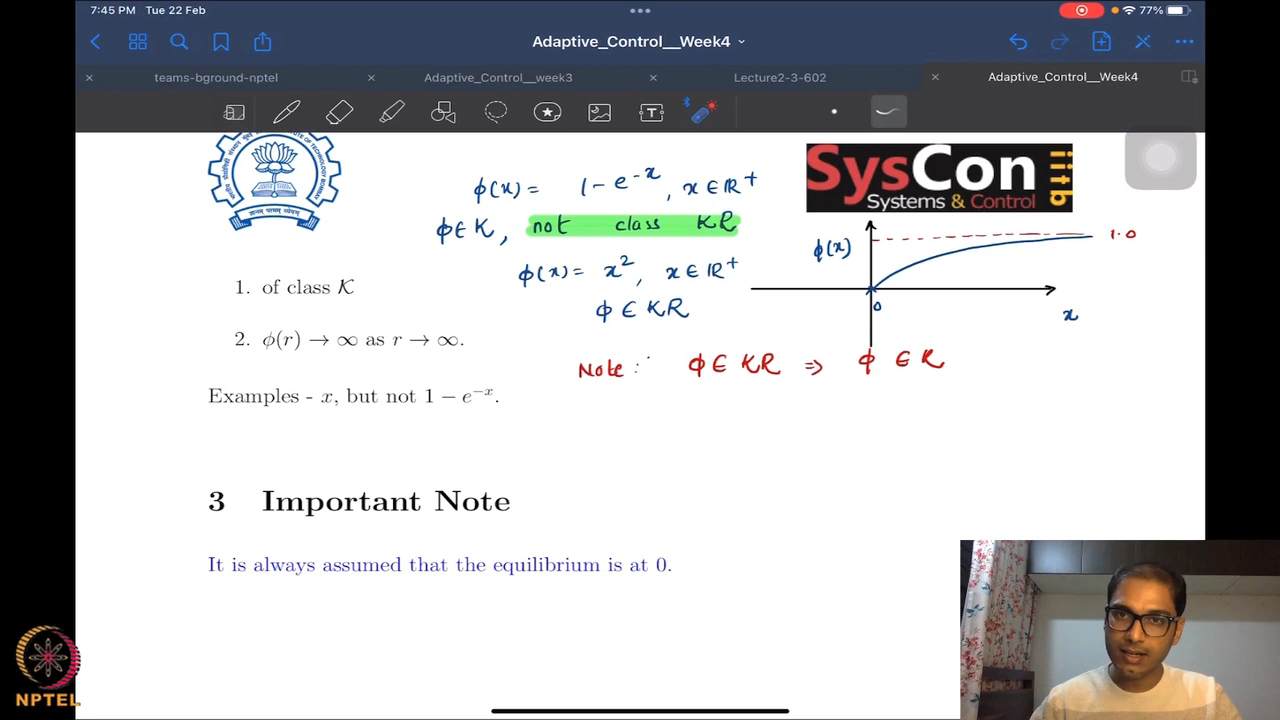 7:45 PM Tue 22 Feb
77%
Adaptive_Control__Week4
teams-bground-nptel
Adaptive_Control__week3
Lecture2-3-602
Adaptive_Control__Week4
SysCon iitb
Systems & Control
ϕ(x) = 1 - e^{-x}, x ∈ ℝ⁺
ϕ ∈ K, not class KR
ϕ(x) = x², x ∈ ℝ⁺
ϕ ∈ KR
ϕ(x)
1.0
0
x
1. of class 𝒦
2. ϕ(r) → ∞ as r → ∞.
Note : ϕ ∈ KR ⇒ ϕ ∈ K
Examples - x, but not 1 − e^{−x}.
3 Important Note
It is always assumed that the equilibrium is at 0.
NPTEL